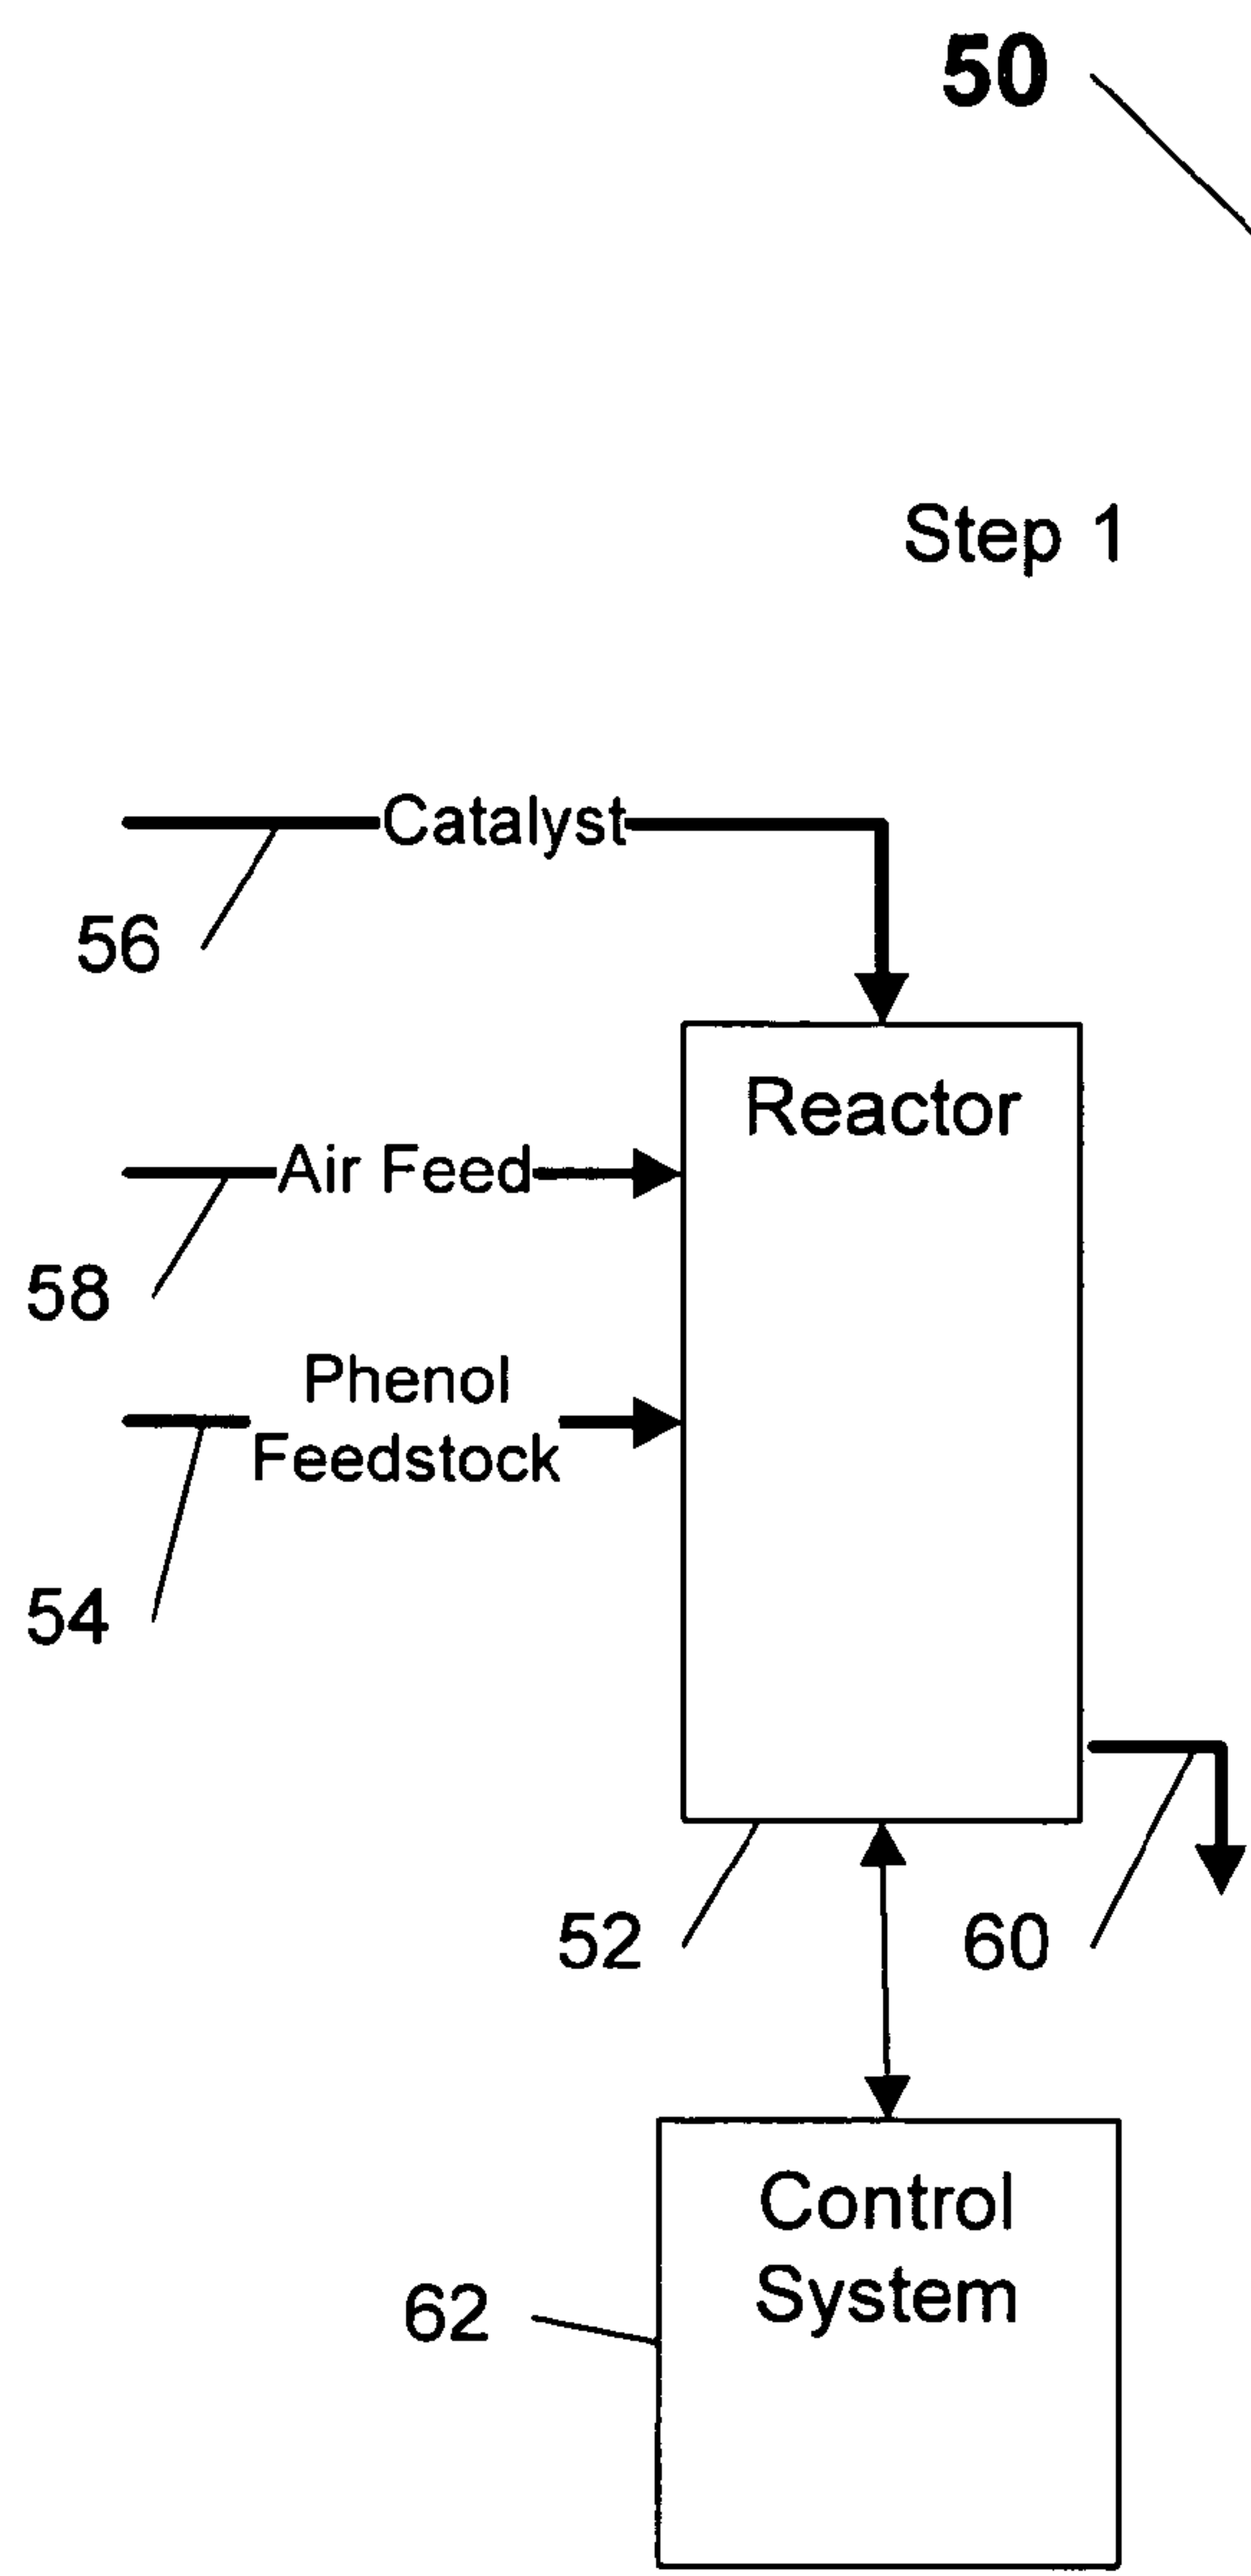 50
Step 1
Catalyst
56
Reactor
Air Feed
58
Phenol
Feedstock
54
52
60
Control
System
62